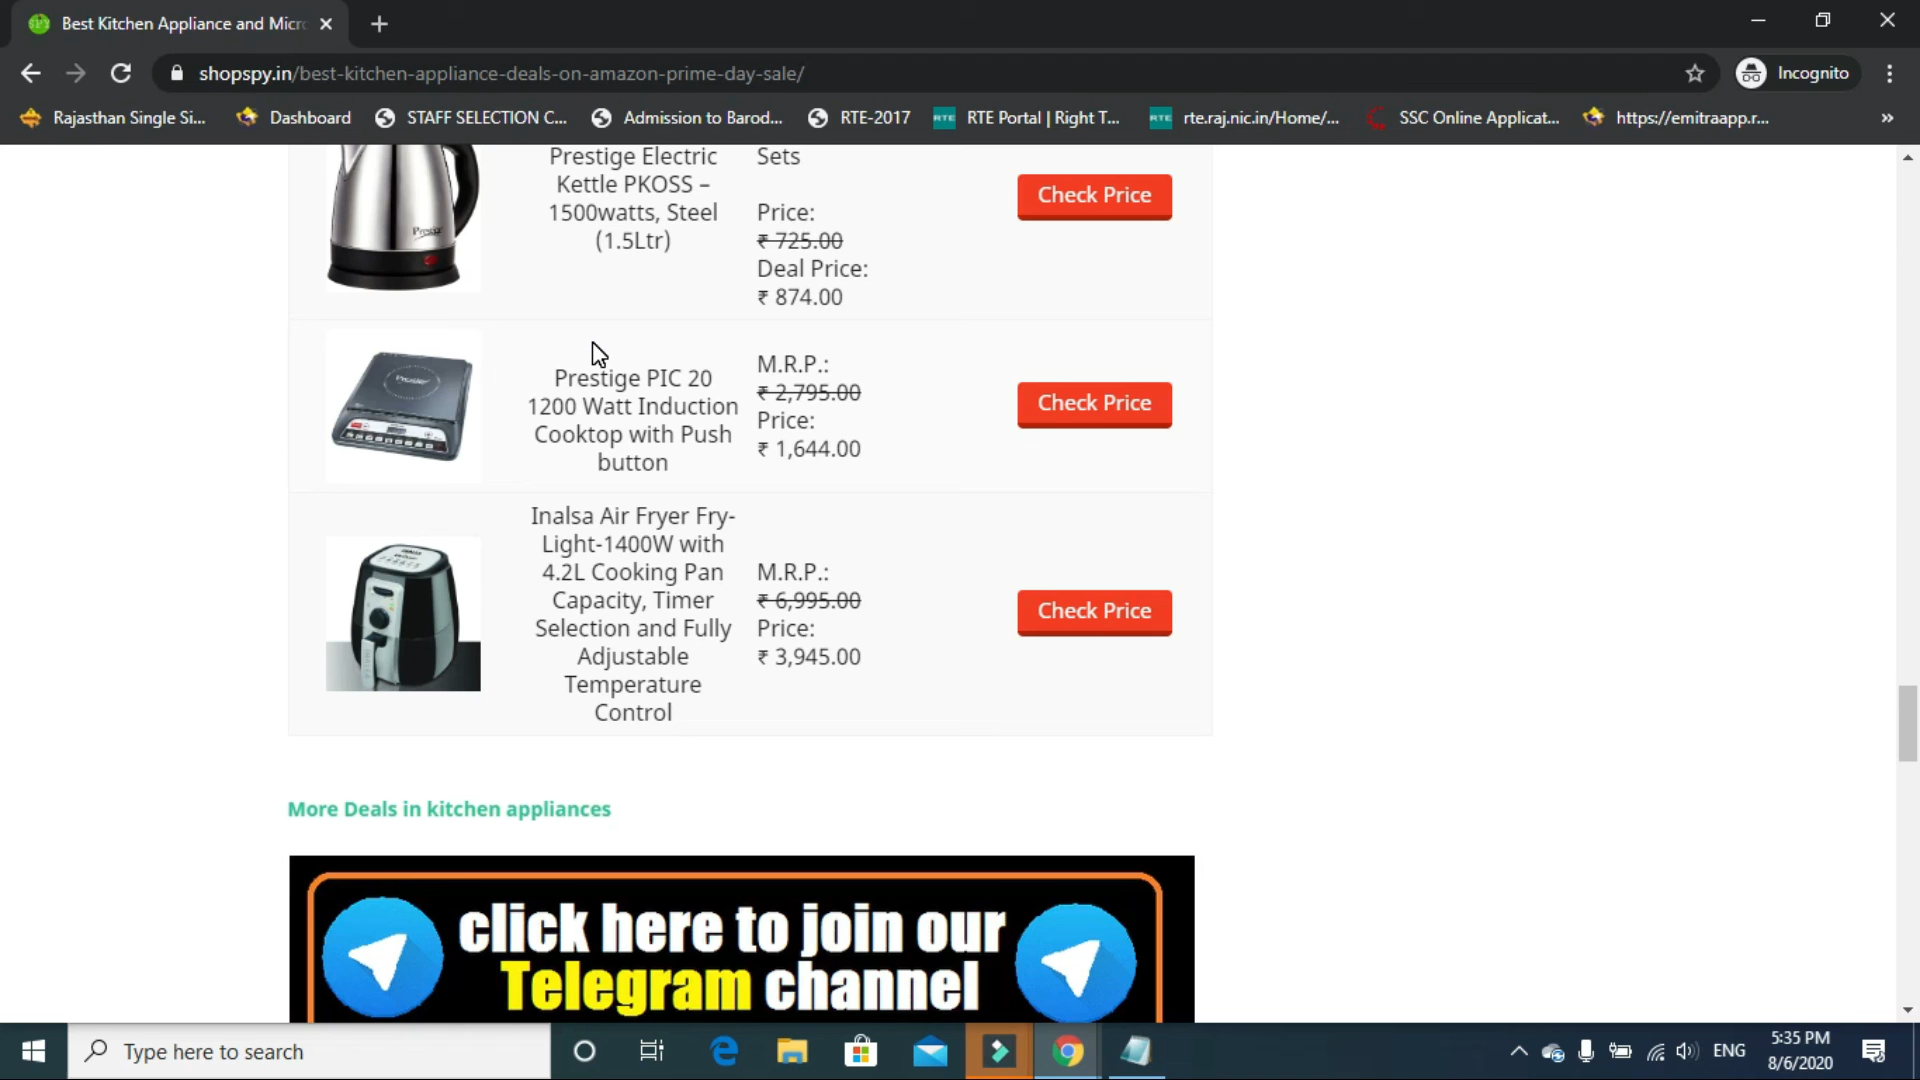 Best Kitchen Appliance and Micr
shopspy.in/best-kitchen-appliance-deals-on-amazon-prime-day-sale/
Incognito
Rajasthan Single Si...
Dashboard
STAFF SELECTION C...
Admission to Barod...
RTE-2017
RTE
RTE Portal | Right T...
RTE
rte.raj.nic.in/Home/...
SSC Online Applicat...
https://emitraapp.r...
»
Prestige Electric
Kettle PKOSS –
1500watts, Steel
(1.5Ltr)
Sets
Price:
₹ 725.00
Deal Price:
₹ 874.00
Check Price
Prestige
Prestige PIC 20
1200 Watt Induction
Cooktop with Push
button
M.R.P.:
₹ 2,795.00
Price:
₹ 1,644.00
Check Price
Inalsa Air Fryer Fry-
Light-1400W with
4.2L Cooking Pan
Capacity, Timer
Selection and Fully
Adjustable
Temperature
Control
M.R.P.:
₹ 6,995.00
Price:
₹ 3,945.00
Check Price
More Deals in kitchen appliances
click here to join our
Telegram channel
Type here to search
ENG
5:35 PM
8/6/2020